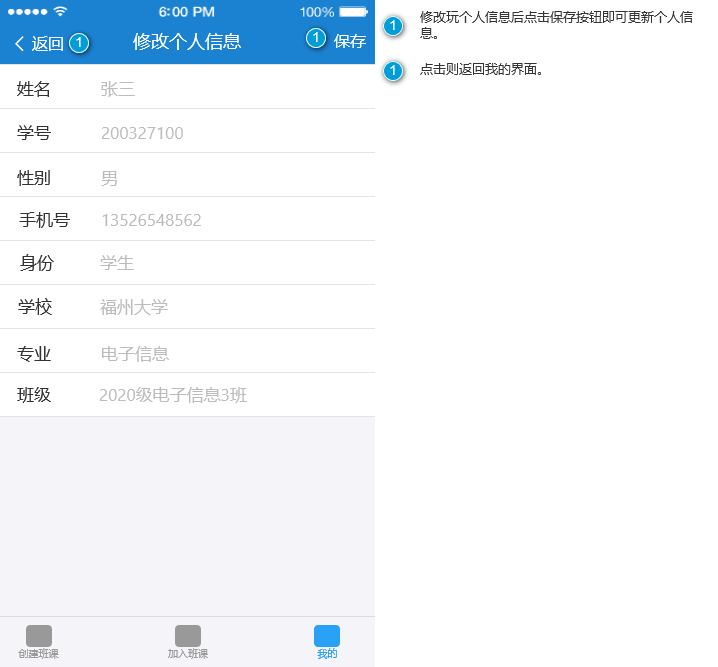 6:00 PM 100%
返回 1 修改个人信息 1 保存
姓名 张三
学号 200327100
性别 男
手机号 13526548562
身份 学生
学校 福州大学
专业 电子信息
班级 2020级电子信息3班
创建班课 加入班课 我的
1 修改玩个人信息后点击保存按钮即可更新个人信
息。
1 点击则返回我的界面。